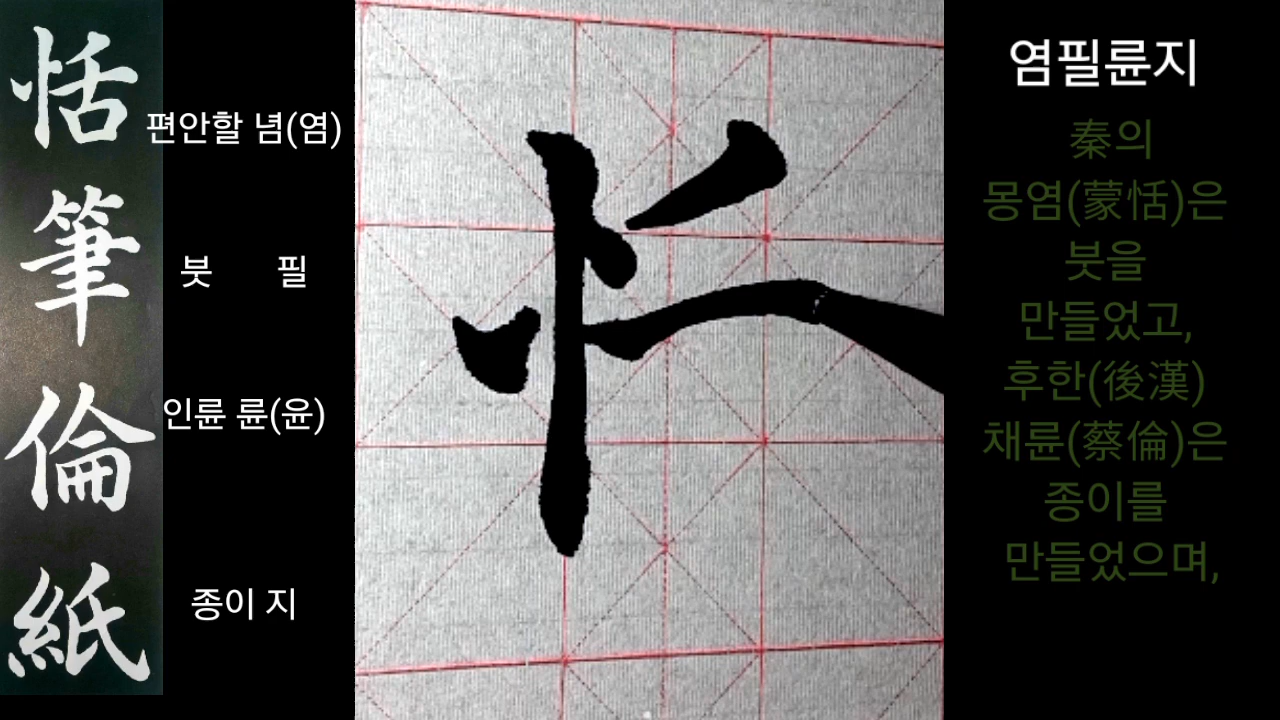 恬
筆
倫
紙
편안할 념(염)
붓 필
인륜 륜(윤)
종이 지
염필륜지
秦의
몽염(蒙恬)은
붓을
만들었고,
후한(後漢)
채륜(蔡倫)은
종이를
만들었으며,